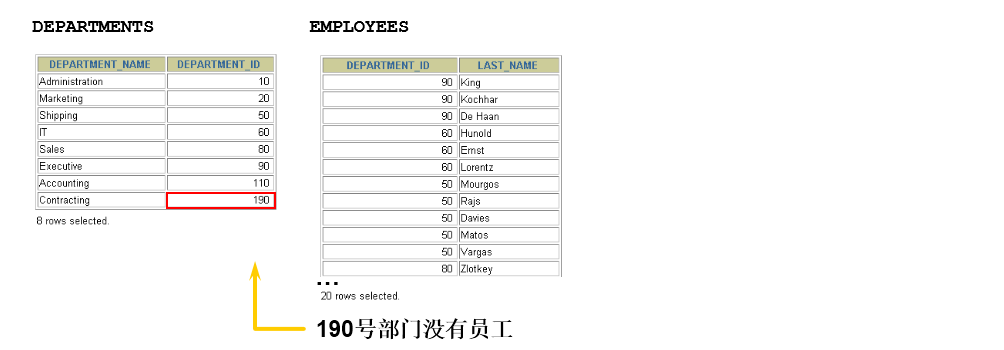 DEPARTMENTS
DEPARTMENT_NAME DEPARTMENT_ID
Administration 10
Marketing 20
Shipping 50
IT 60
Sales 80
Executive 90
Accounting 110
Contracting 190
8 rows selected.
EMPLOYEES
DEPARTMENT_ID LAST_NAME
90 King
90 Kochhar
90 De Haan
60 Hunold
60 Ernst
60 Lorentz
50 Mourgos
50 Rajs
50 Davies
50 Matos
50 Vargas
80 Zlotkey
...
20 rows selected.
190号部门没有员工